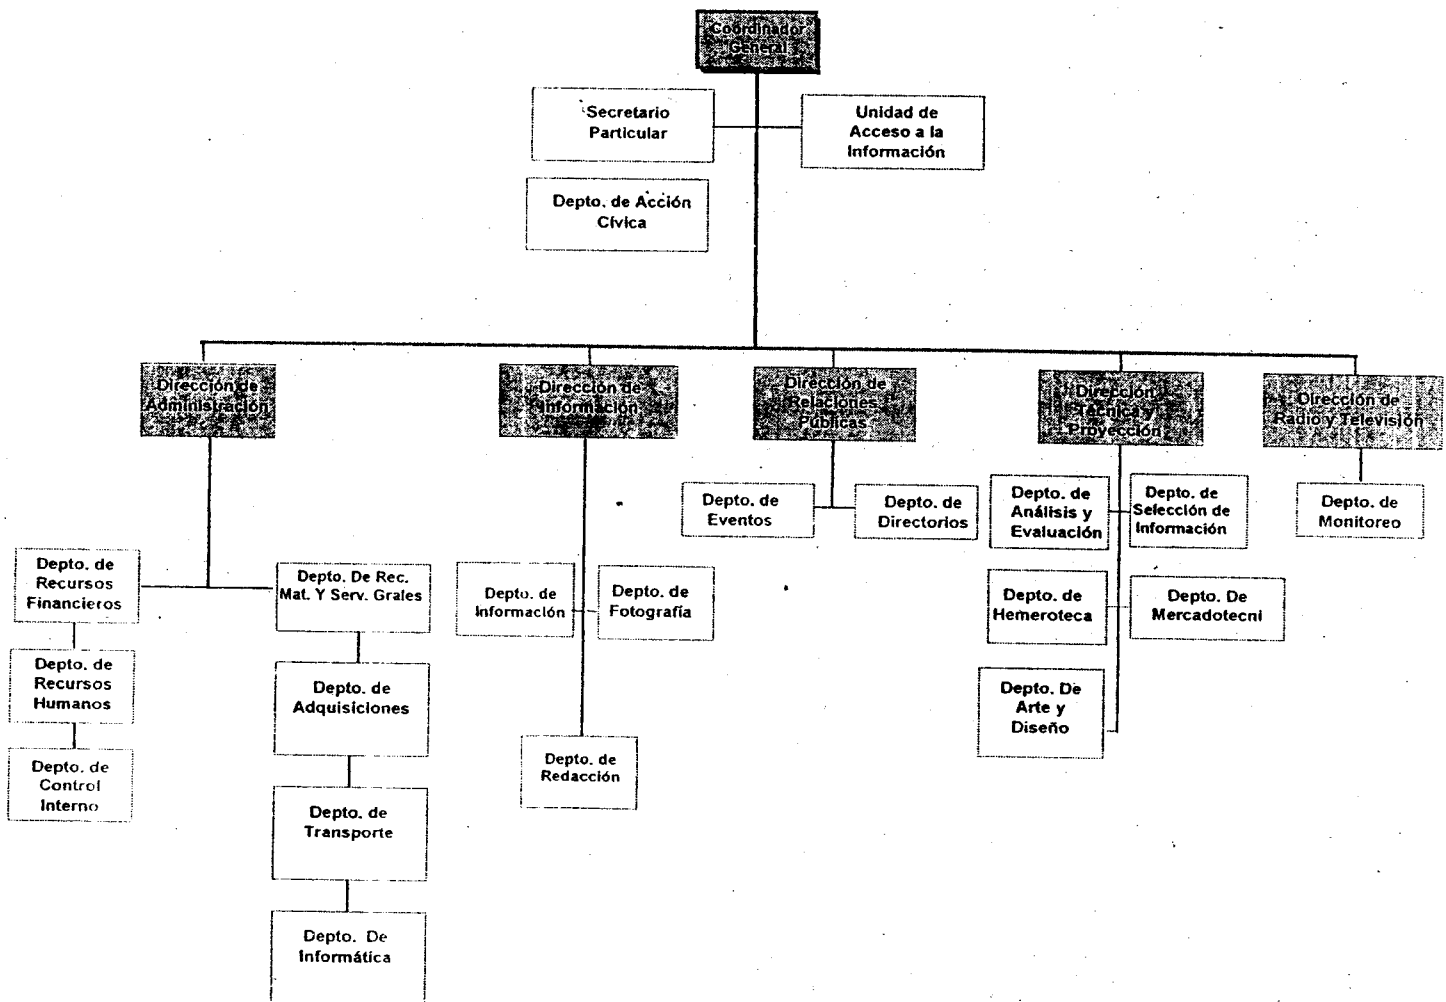 Coordinador
General
Secretario
Particular
Unidad de
Acceso a la
Información
Depto. de Acción
Cívica
Dirección de
Administración
Dirección de
Información
Dirección de
Relaciones
Públicas
Dirección
Técnica y
Proyección
Dirección de
Radio y Televisión
Depto. de
Eventos
Depto. de
Directorios
Depto. de
Análisis y
Evaluación
Depto. de
Selección de
Información
Depto. de
Monitoreo
Depto. de
Recursos
Financieros
Depto. De Rec.
Mat. Y Serv. Grales
Depto. de
Información
Depto. de
Fotografía
Depto. de
Hemeroteca
Depto. De
Mercadotecni
Depto. de
Recursos
Humanos
Depto. de
Adquisiciones
Depto. De
Arte y
Diseño
Depto. de
Control
Interno
Depto. de
Redacción
Depto. de
Transporte
Depto. De
Informática